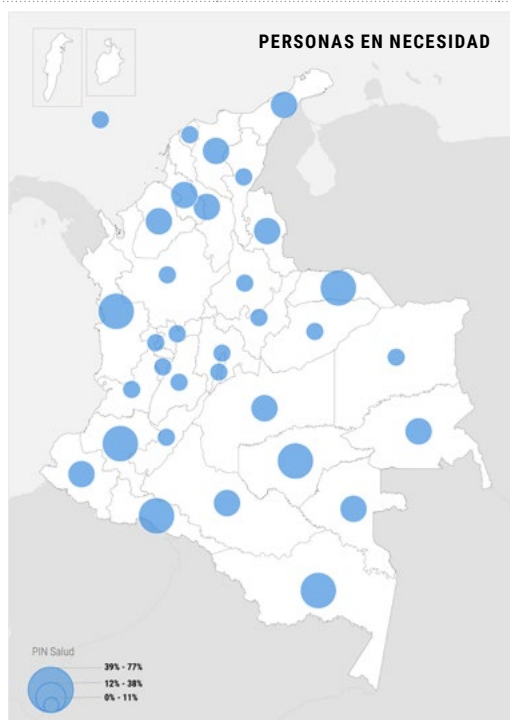 PERSONAS EN NECESIDAD
PIN Salud
39% - 77%
12% - 38%
0% - 11%